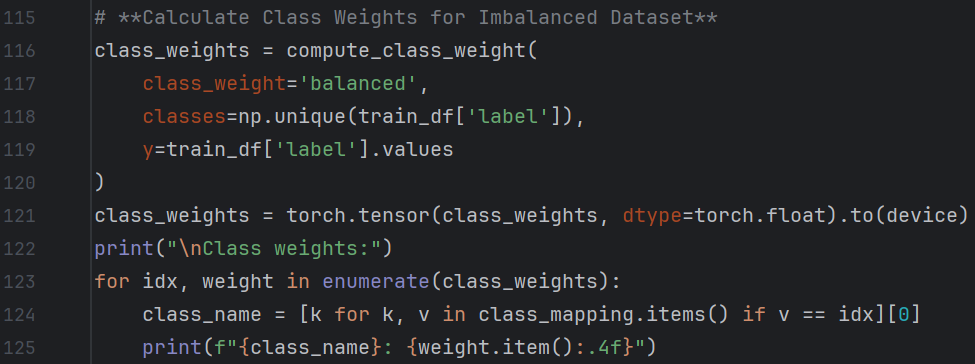 115 # **Calculate Class Weights for Imbalanced Dataset**
116 class_weights = compute_class_weight(
117     class_weight='balanced',
118     classes=np.unique(train_df['label']),
119     y=train_df['label'].values
120 )
121 class_weights = torch.tensor(class_weights, dtype=torch.float).to(device)
122 print("\nClass weights:")
123 for idx, weight in enumerate(class_weights):
124     class_name = [k for k, v in class_mapping.items() if v == idx][0]
125     print(f"{class_name}: {weight.item():.4f}")